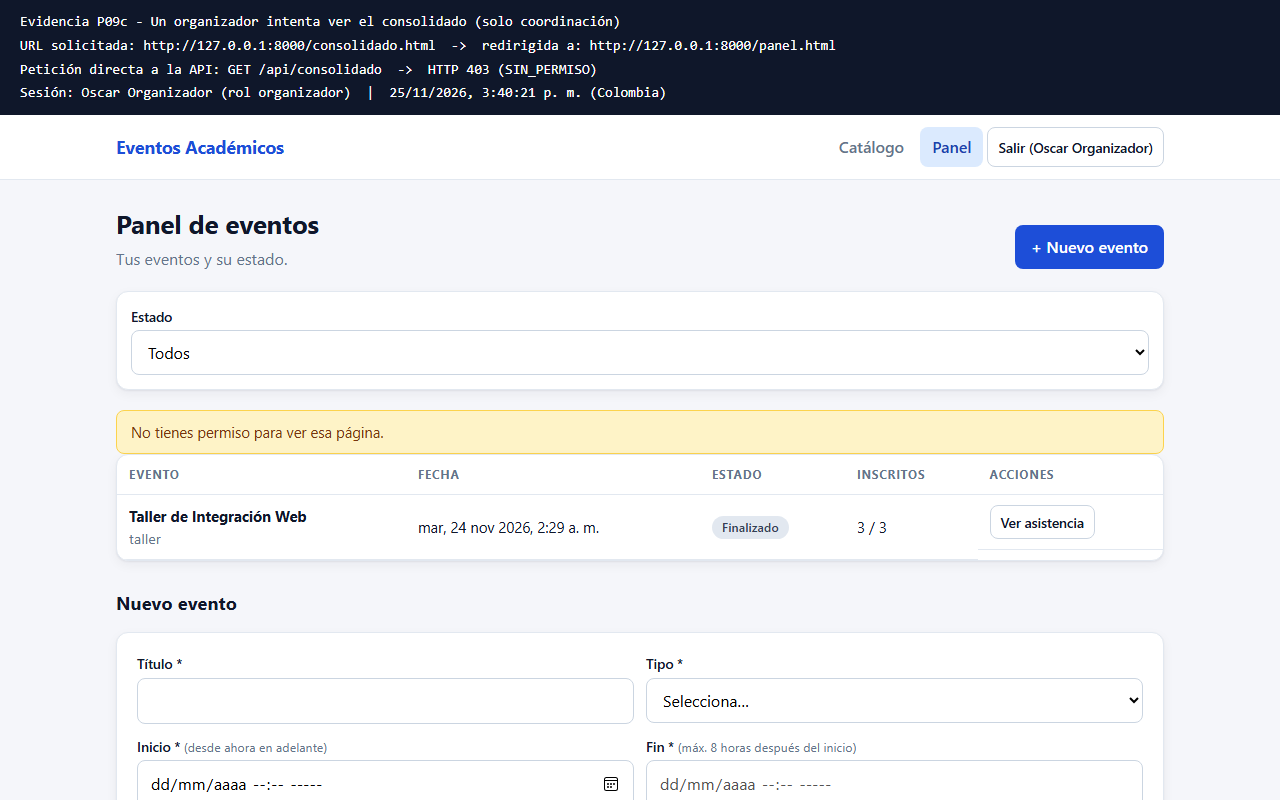 Evidencia P09c - Un organizador intenta ver el consolidado (solo coordinación)
URL solicitada: http://127.0.0.1:8000/consolidado.html  ->  redirigida a: http://127.0.0.1:8000/panel.html
Petición directa a la API: GET /api/consolidado  ->  HTTP 403 (SIN_PERMISO)
Sesión: Oscar Organizador (rol organizador)  |  25/11/2026, 3:40:21 p. m. (Colombia)
Eventos Académicos Catálogo Panel Salir (Oscar Organizador)
Panel de eventos
Tus eventos y su estado.
+ Nuevo evento
Estado
Todos
No tienes permiso para ver esa página.
EVENTO FECHA ESTADO INSCRITOS ACCIONES
Taller de Integración Web
taller
mar, 24 nov 2026, 2:29 a. m. Finalizado 3 / 3 Ver asistencia
Nuevo evento
Título * Tipo *
Selecciona...
Inicio * (desde ahora en adelante) Fin * (máx. 8 horas después del inicio)
dd/mm/aaaa --:-- ----- dd/mm/aaaa --:-- -----